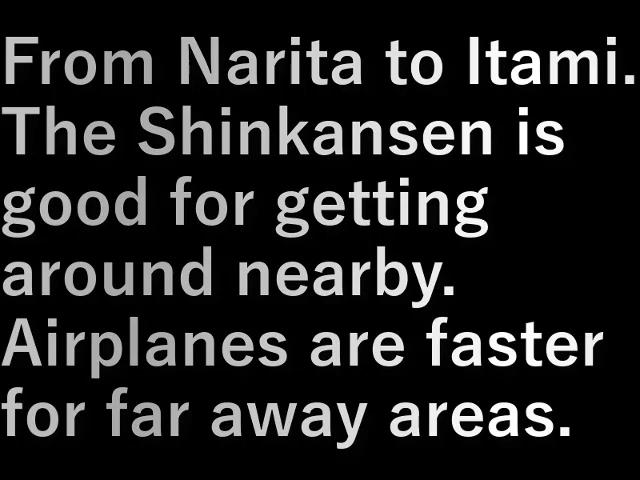 From Narita to Itami.
The Shinkansen is
good for getting
around nearby.
Airplanes are faster
for far away areas.